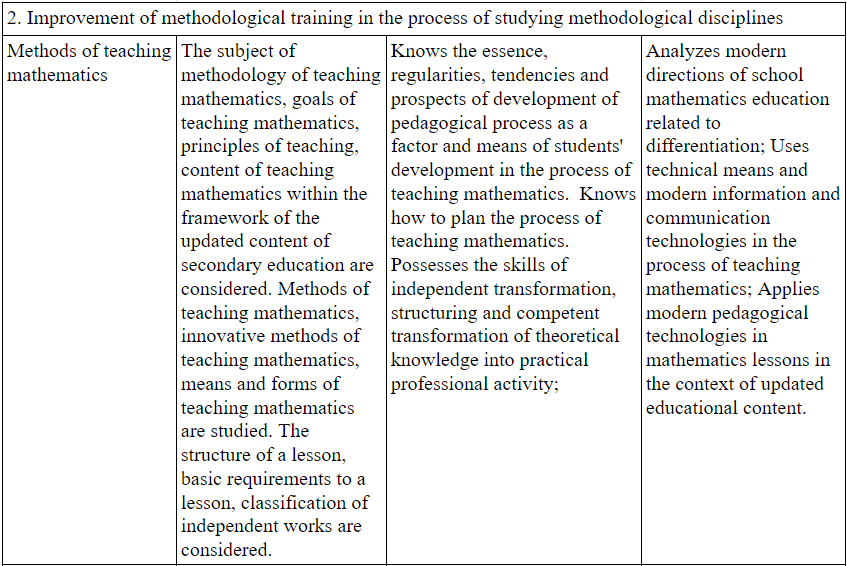 2. Improvement of methodological training in the process of studying methodological disciplines
Methods of teaching
mathematics
The subject of
methodology of teaching
mathematics, goals of
teaching mathematics,
principles of teaching,
content of teaching
mathematics within the
framework of the
updated content of
secondary education are
considered. Methods of
teaching mathematics,
innovative methods of
teaching mathematics,
means and forms of
teaching mathematics
are studied. The
structure of a lesson,
basic requirements to a
lesson, classification of
independent works are
considered.
Knows the essence,
regularities, tendencies and
prospects of development of
pedagogical process as a
factor and means of students'
development in the process of
teaching mathematics.  Knows
how to plan the process of
teaching mathematics.
Possesses the skills of
independent transformation,
structuring and competent
transformation of theoretical
knowledge into practical
professional activity;
Analyzes modern
directions of school
mathematics education
related to
differentiation; Uses
technical means and
modern information and
communication
technologies in the
process of teaching
mathematics; Applies
modern pedagogical
technologies in
mathematics lessons in
the context of updated
educational content.